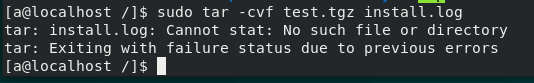 [a@localhost /]$ sudo tar -cvf test.tgz install.log
tar: install.log: Cannot stat: No such file or directory
tar: Exiting with failure status due to previous errors
[a@localhost /]$